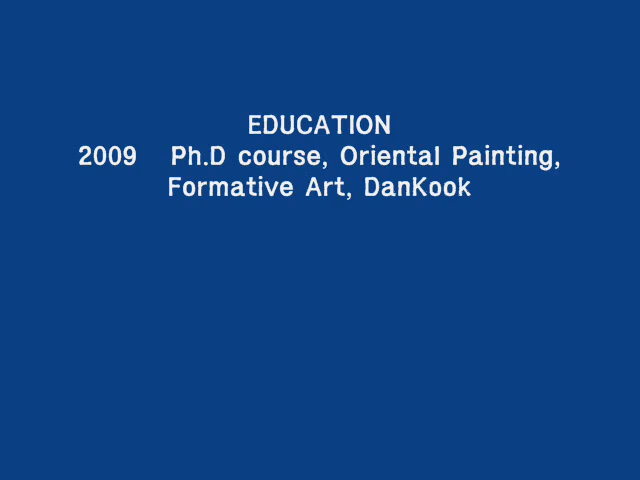 EDUCATION
2009 Ph.D course, Oriental Painting,
Formative Art, DanKook